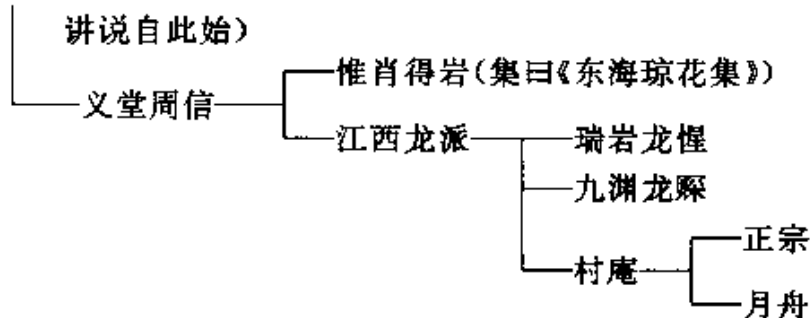 讲说自此始）
义堂周信
惟肖得岩（集曰《东海琼花集》）
江西龙派
瑞岩龙惺
九渊龙賝
村庵
正宗
月舟